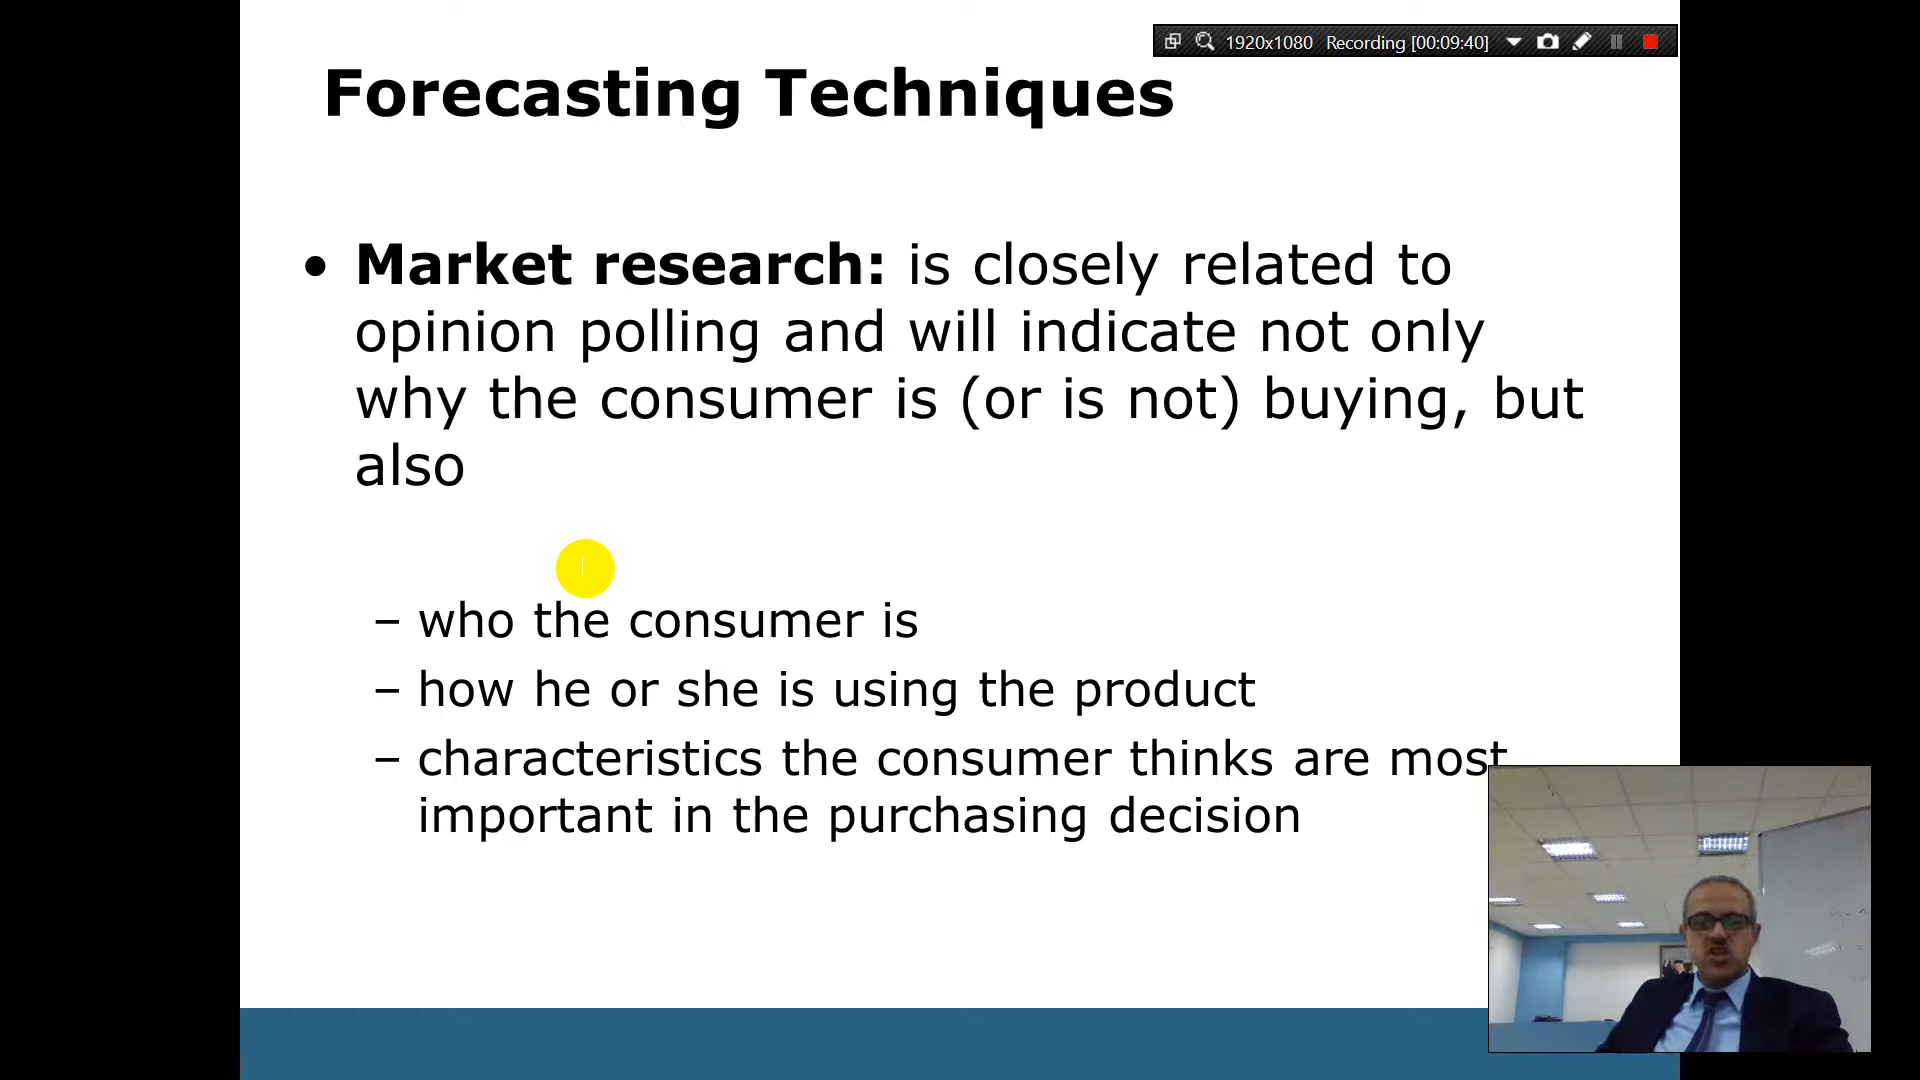 1920x1080 Recording [00:09:40]
Forecasting Techniques
• Market research: is closely related to
opinion polling and will indicate not only
why the consumer is (or is not) buying, but
also
– who the consumer is
– how he or she is using the product
– characteristics the consumer thinks are most
important in the purchasing decision